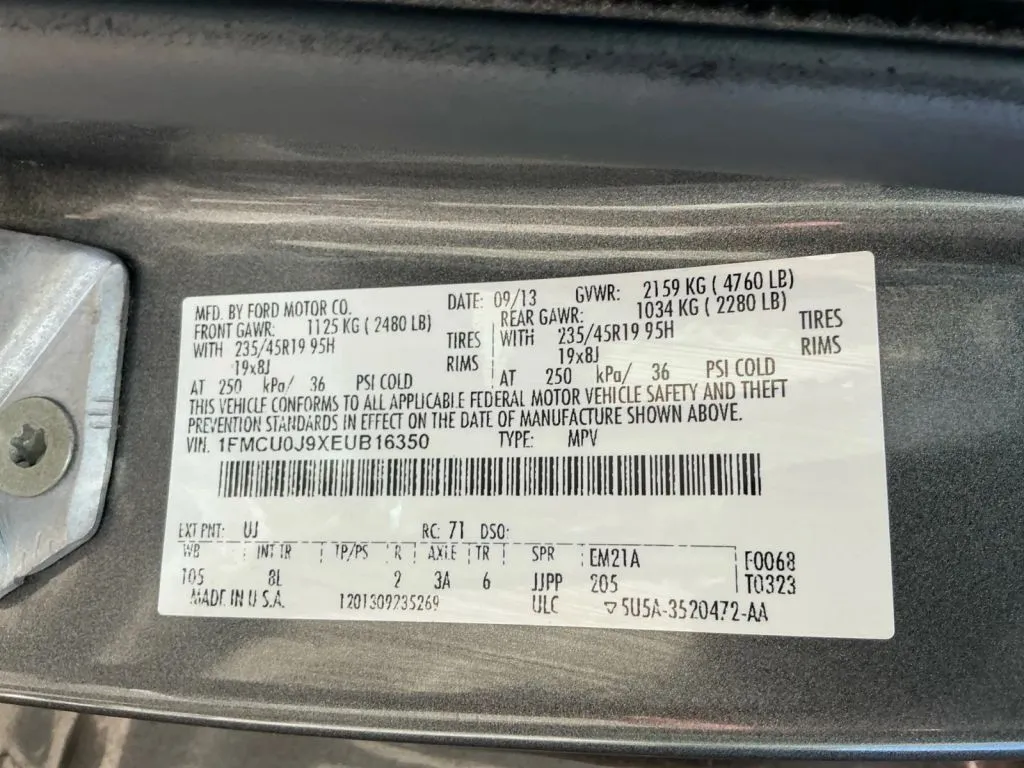 MFD. BY FORD MOTOR CO. DATE: 09/13 GVWR: 2159 KG ( 4760 LB)
FRONT GAWR: 1125 KG ( 2480 LB) REAR GAWR: 1034 KG ( 2280 LB)
WITH 235/45R19 95H TIRES WITH 235/45R19 95H TIRES
19x8J RIMS 19x8J RIMS
AT 250 kPa/ 36 PSI COLD AT 250 kPa/ 36 PSI COLD
THIS VEHICLE CONFORMS TO ALL APPLICABLE FEDERAL MOTOR VEHICLE SAFETY AND THEFT
PREVENTION STANDARDS IN EFFECT ON THE DATE OF MANUFACTURE SHOWN ABOVE.
VIN: 1FMCU0J9XEUB16350 TYPE: MPV
EXT PNT: UJ RC: 71 DSO:
WB INT TR TP/PS R AXLE TR SPR EM21A F0068
105 8L 2 3A 6 JJPP 205 T0323
MADE IN U.S.A. 1201309235269 ULC ▽5U5A-3520472-AA